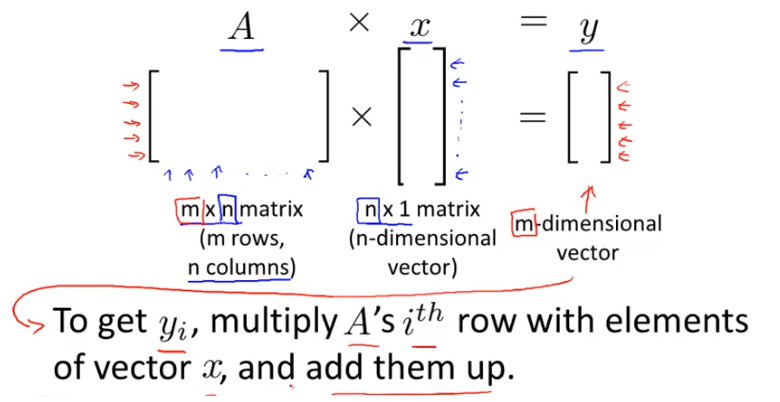 A × x = y
[ ] × [ ] = [ ]
m x n matrix
(m rows,
n columns)
n x 1 matrix
(n-dimensional
vector)
m-dimensional
vector
To get yᵢ, multiply A's iᵗʰ row with elements
of vector x, and add them up.